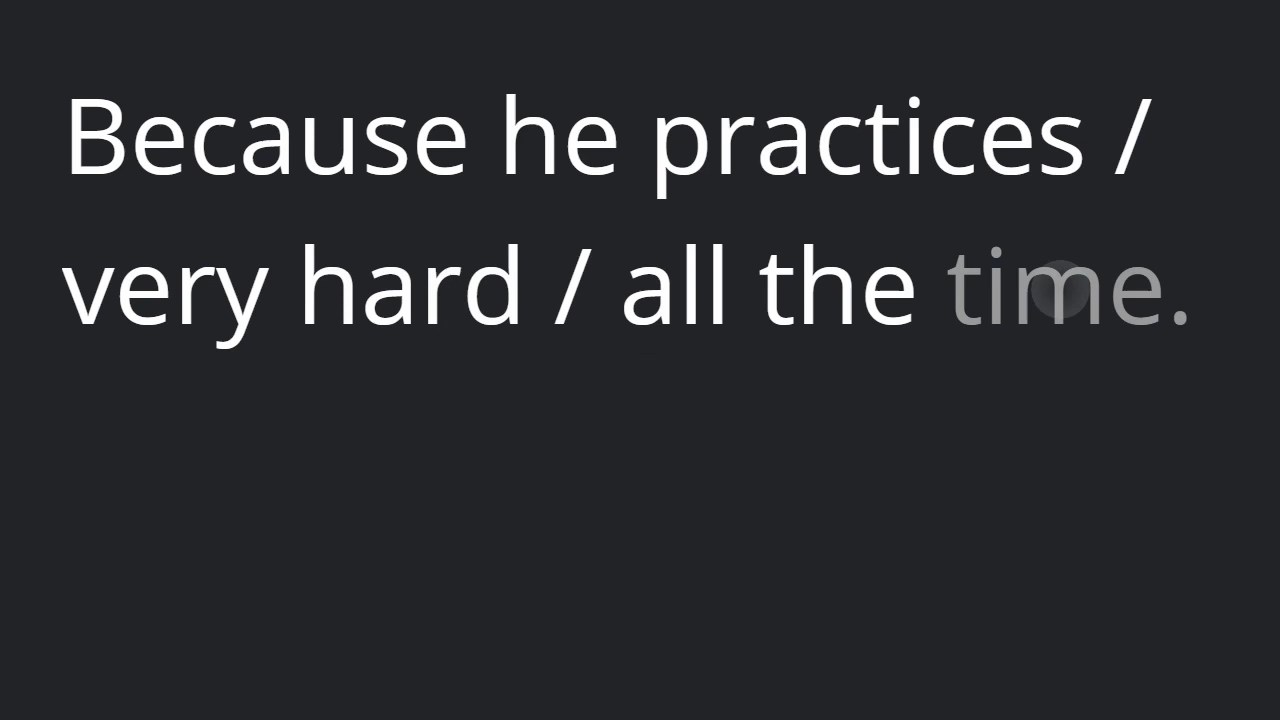 Because he practices /
very hard / all the time.